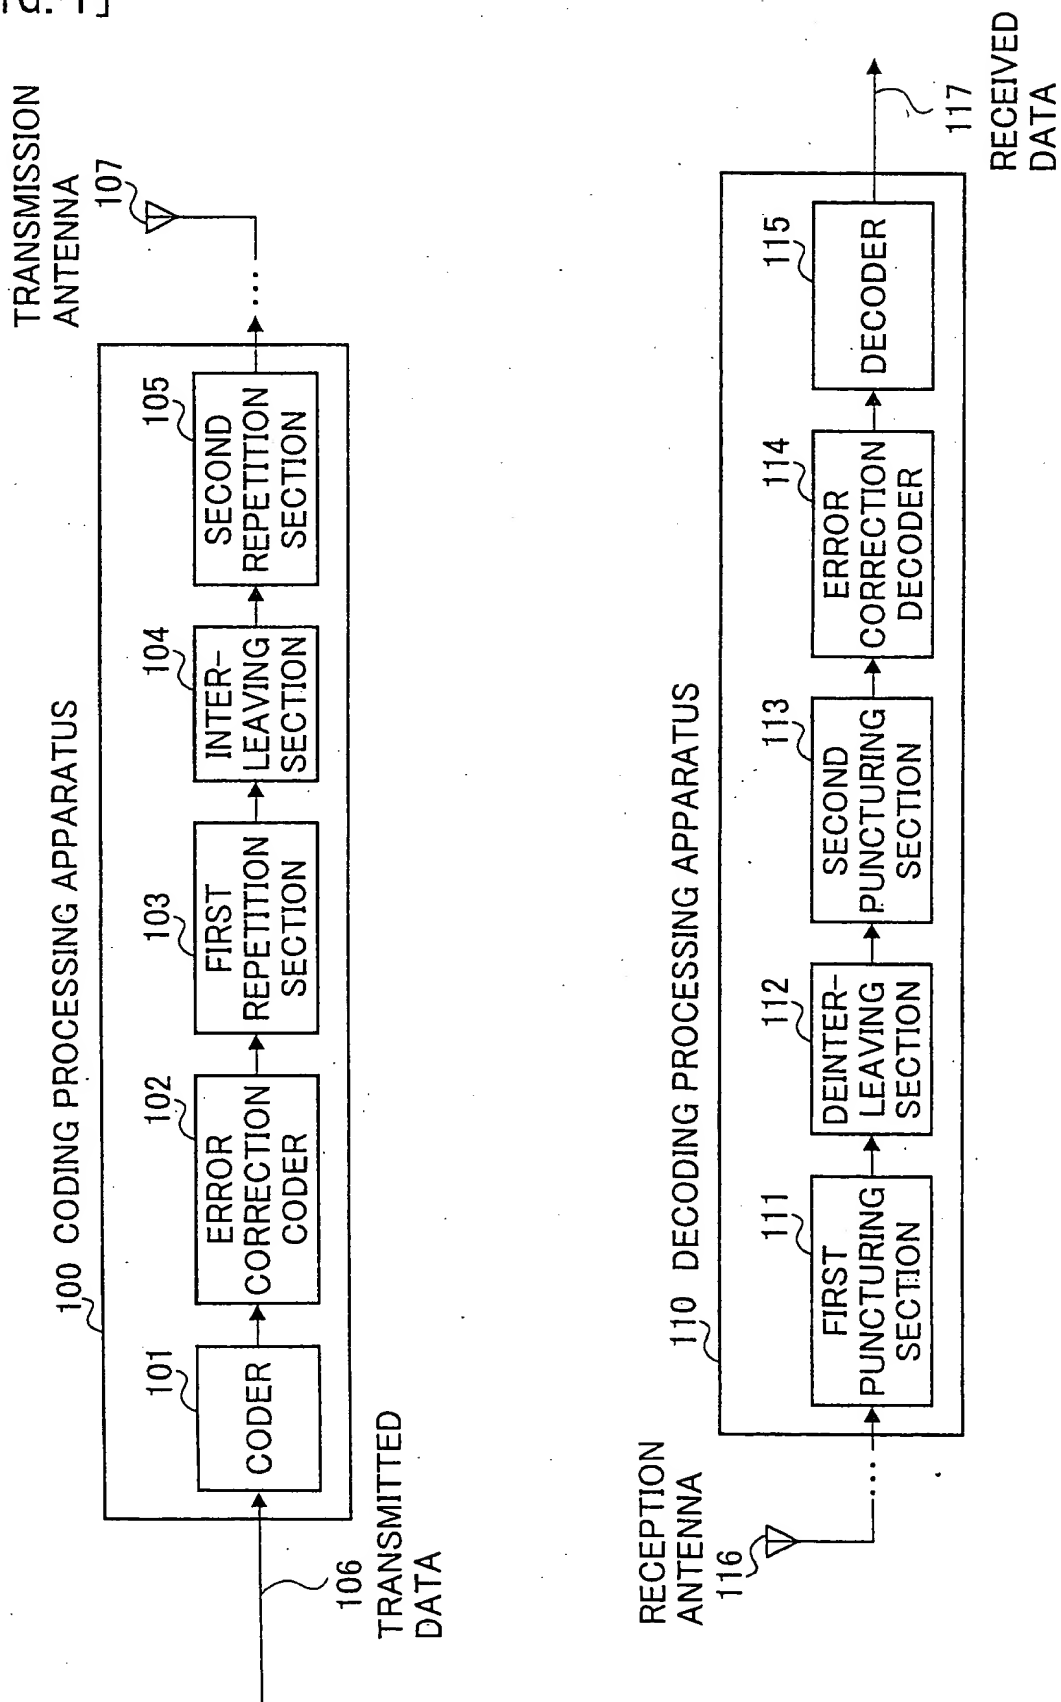 TRANSMISSION
ANTENNA
107
100 CODING PROCESSING APPARATUS
101
CODER
102
ERROR
CORRECTION
CODER
103
FIRST
REPETITION
SECTION
104
INTER-
LEAVING
SECTION
105
SECOND
REPETITION
SECTION
106
TRANSMITTED
DATA
110 DECODING PROCESSING APPARATUS
RECEPTION
ANTENNA
116
111
FIRST
PUNCTURING
SECTION
112
DEINTER-
LEAVING
SECTION
113
SECOND
PUNCTURING
SECTION
114
ERROR
CORRECTION
DECODER
115
DECODER
117
RECEIVED
DATA